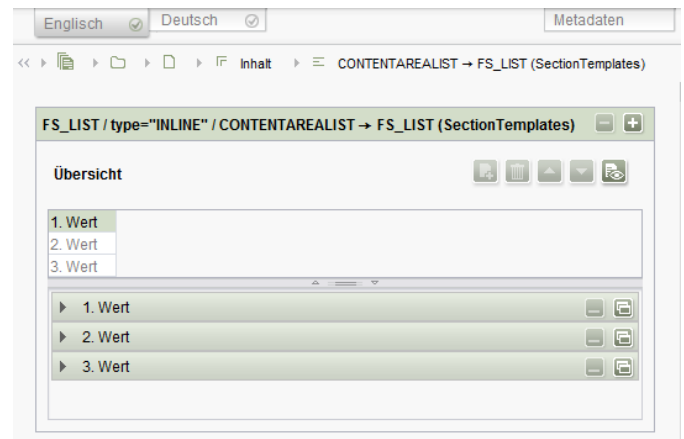 Englisch Deutsch Metadaten
Inhalt CONTENTAREALIST → FS_LIST (SectionTemplates)
FS_LIST / type="INLINE" / CONTENTAREALIST → FS_LIST (SectionTemplates)
Übersicht
1. Wert
2. Wert
3. Wert
1. Wert
2. Wert
3. Wert